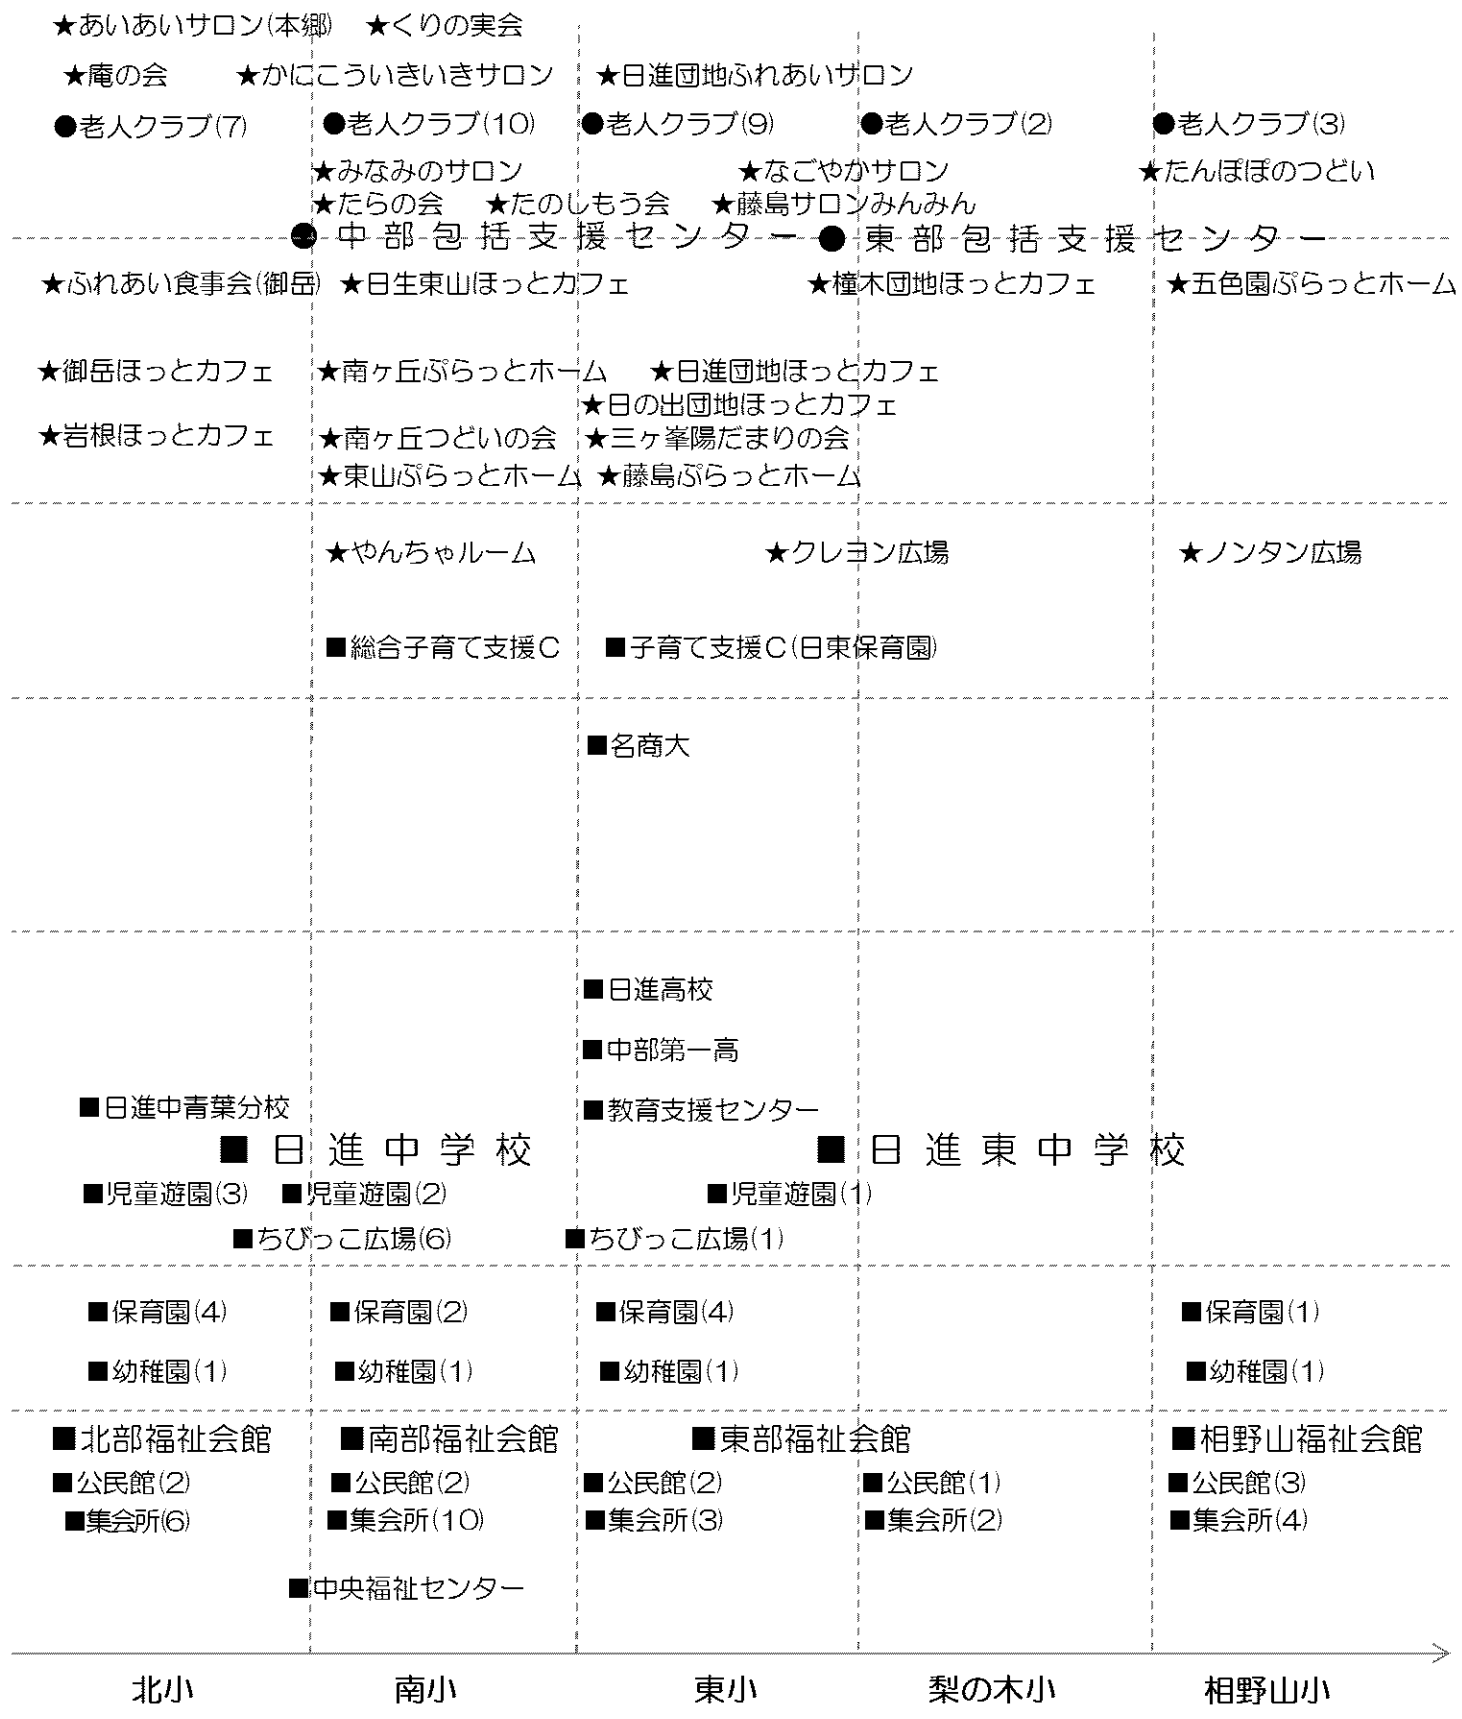 ★あいあいサロン(本郷) ★くりの実会
★庵の会 ★かにこういきいきサロン ★日進団地ふれあいサロン
●老人クラブ(7) ●老人クラブ(10) ●老人クラブ(9) ●老人クラブ(2) ●老人クラブ(3)
★みなみのサロン ★なごやかサロン ★たんぽぽのつどい
★たらの会 ★たのしもう会 ★藤島サロンみんみん
●中部包括支援センター ●東部包括支援センター
★ふれあい食事会(御岳) ★日生東山ほっとカフェ ★橦木団地ほっとカフェ ★五色園ぷらっとホーム
★御岳ほっとカフェ ★南ヶ丘ぷらっとホーム ★日進団地ほっとカフェ
★日の出団地ほっとカフェ
★岩根ほっとカフェ ★南ヶ丘つどいの会 ★三ヶ峯陽だまりの会
★東山ぷらっとホーム ★藤島ぷらっとホーム
★やんちゃルーム ★クレヨン広場 ★ノンタン広場
■総合子育て支援C ■子育て支援C(日東保育園)
■名商大
■日進高校
■中部第一高
■日進中青葉分校 ■教育支援センター
■日進中学校 ■日進東中学校
■児童遊園(3) ■児童遊園(2) ■児童遊園(1)
■ちびっこ広場(6) ■ちびっこ広場(1)
■保育園(4) ■保育園(2) ■保育園(4) ■保育園(1)
■幼稚園(1) ■幼稚園(1) ■幼稚園(1) ■幼稚園(1)
■北部福祉会館 ■南部福祉会館 ■東部福祉会館 ■相野山福祉会館
■公民館(2) ■公民館(2) ■公民館(2) ■公民館(1) ■公民館(3)
■集会所(6) ■集会所(10) ■集会所(3) ■集会所(2) ■集会所(4)
■中央福祉センター
北小 南小 東小 梨の木小 相野山小